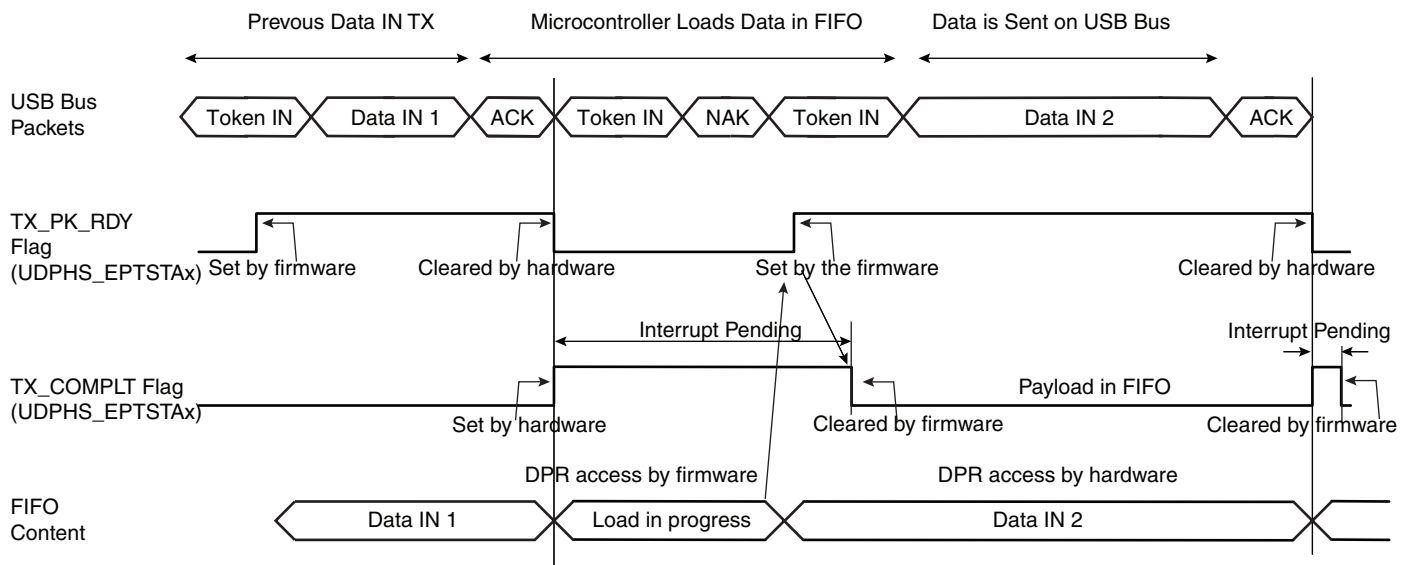 Prevous Data IN TX
Microcontroller Loads Data in FIFO
Data is Sent on USB Bus
USB Bus
Packets
Token IN
Data IN 1
ACK
Token IN
NAK
Token IN
Data IN 2
ACK
TX_PK_RDY
Flag
(UDPHS_EPTSTAx)
Set by firmware
Cleared by hardware
Set by the firmware
Cleared by hardware
Interrupt Pending
Interrupt Pending
TX_COMPLT Flag
(UDPHS_EPTSTAx)
Payload in FIFO
Set by hardware
Cleared by firmware
Cleared by firmware
DPR access by firmware
DPR access by hardware
FIFO
Content
Data IN 1
Load in progress
Data IN 2